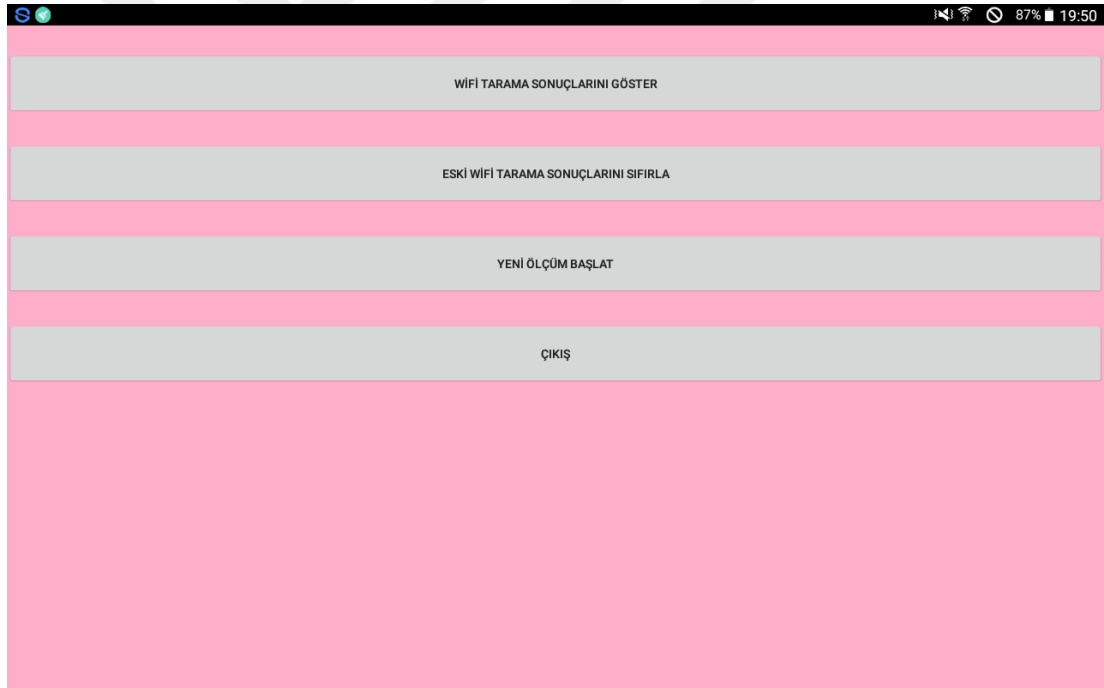 87% 19:50
WİFİ TARAMA SONUÇLARINI GÖSTER
ESKİ WİFİ TARAMA SONUÇLARINI SIFIRLA
YENİ ÖLÇÜM BAŞLAT
ÇIKIŞ